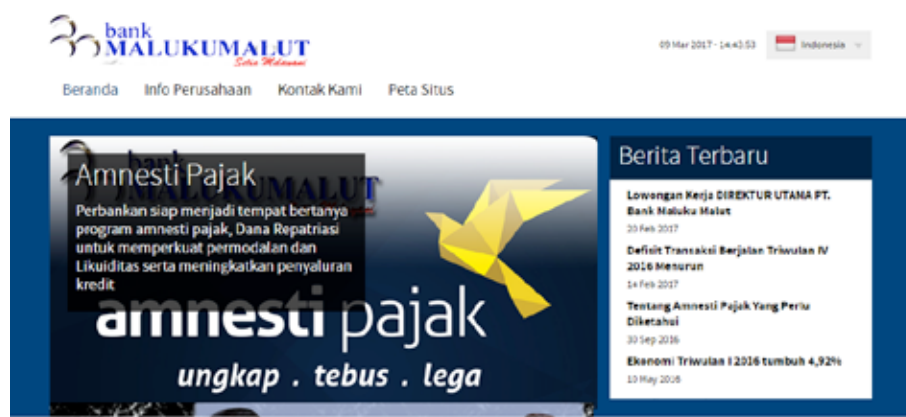 bank
MALUKUMALUT
Setia Melayani
09 Mar 2017 - 14:43:53
Indonesia
Beranda Info Perusahaan Kontak Kami Peta Situs
bank
MALUKUMALUT
Amnesti Pajak
Perbankan siap menjadi tempat bertanya
program amnesti pajak, Dana Repatriasi
untuk memperkuat permodalan dan
Likuiditas serta meningkatkan penyaluran
kredit
amnesti pajak
ungkap . tebus . lega
Berita Terbaru
Lowongan Kerja DIREKTUR UTAMA PT.
Bank Maluku Malut
20 Feb 2017
Defisit Transaksi Berjalan Triwulan IV
2016 Menurun
14 Feb 2017
Tentang Amnesti Pajak Yang Perlu
Diketahui
30 Sep 2016
Ekonomi Triwulan I 2016 tumbuh 4,92%
10 May 2016